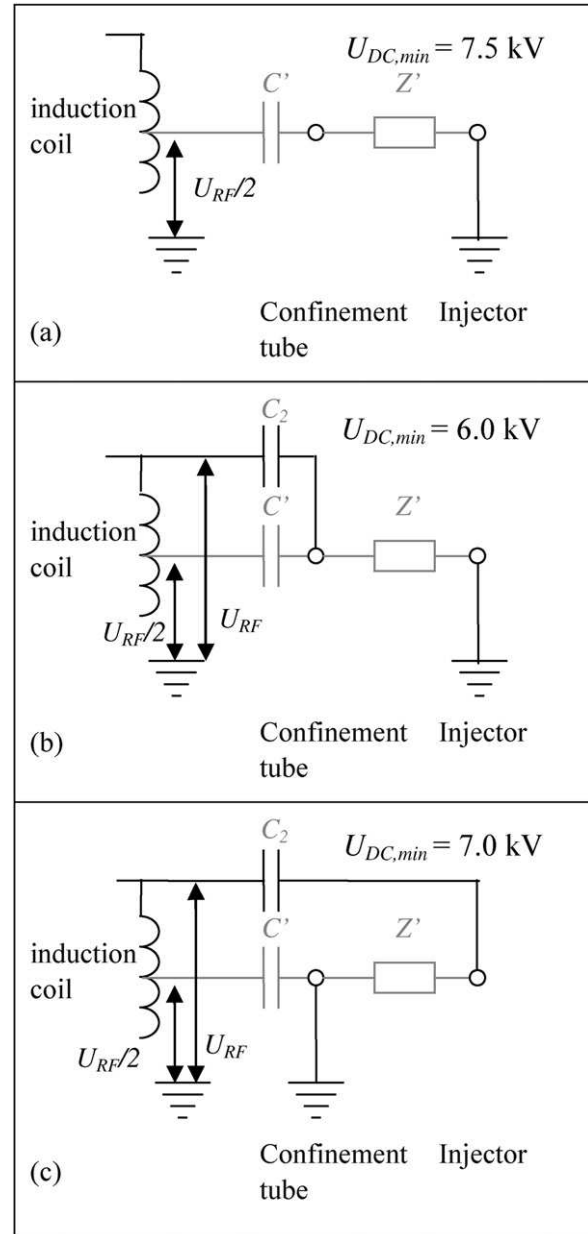 U_DC,min = 7.5 kV
C' Z'
induction
coil
U_RF/2
Confinement Injector
tube
(a)
C_2 U_DC,min = 6.0 kV
C' Z'
induction
coil
U_RF/2 U_RF
Confinement Injector
tube
(b)
C_2 U_DC,min = 7.0 kV
C' Z'
induction
coil
U_RF/2 U_RF
Confinement Injector
tube
(c)